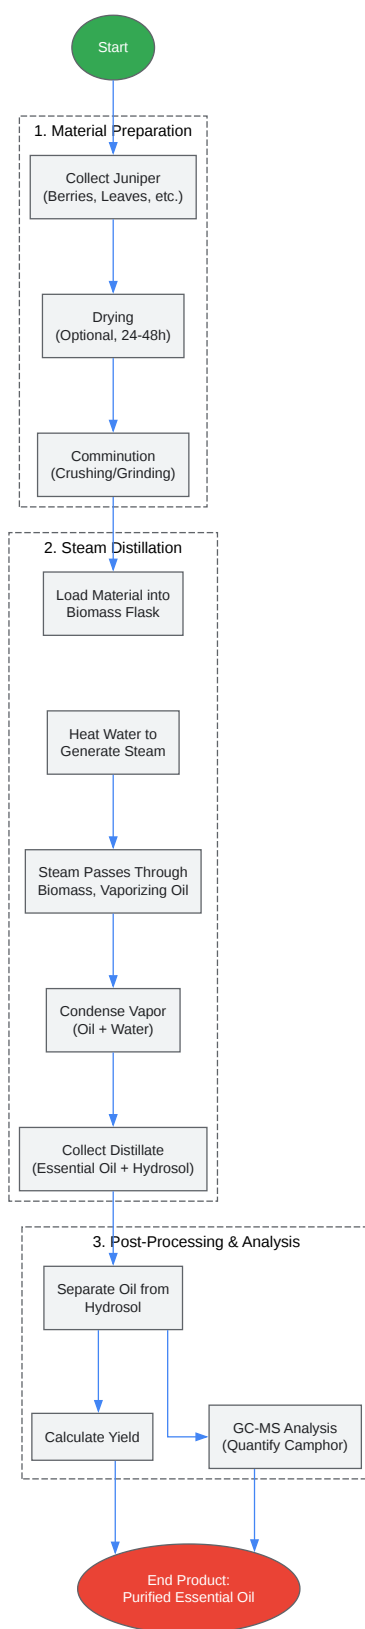 Start
1. Material Preparation
Collect Juniper
(Berries, Leaves, etc.)
Drying
(Optional, 24-48h)
Comminution
(Crushing/Grinding)
2. Steam Distillation
Load Material into
Biomass Flask
Heat Water to
Generate Steam
Steam Passes Through
Biomass, Vaporizing Oil
Condense Vapor
(Oil + Water)
Collect Distillate
(Essential Oil + Hydrosol)
3. Post-Processing & Analysis
Separate Oil from
Hydrosol
Calculate Yield
GC-MS Analysis
(Quantify Camphor)
End Product:
Purified Essential Oil